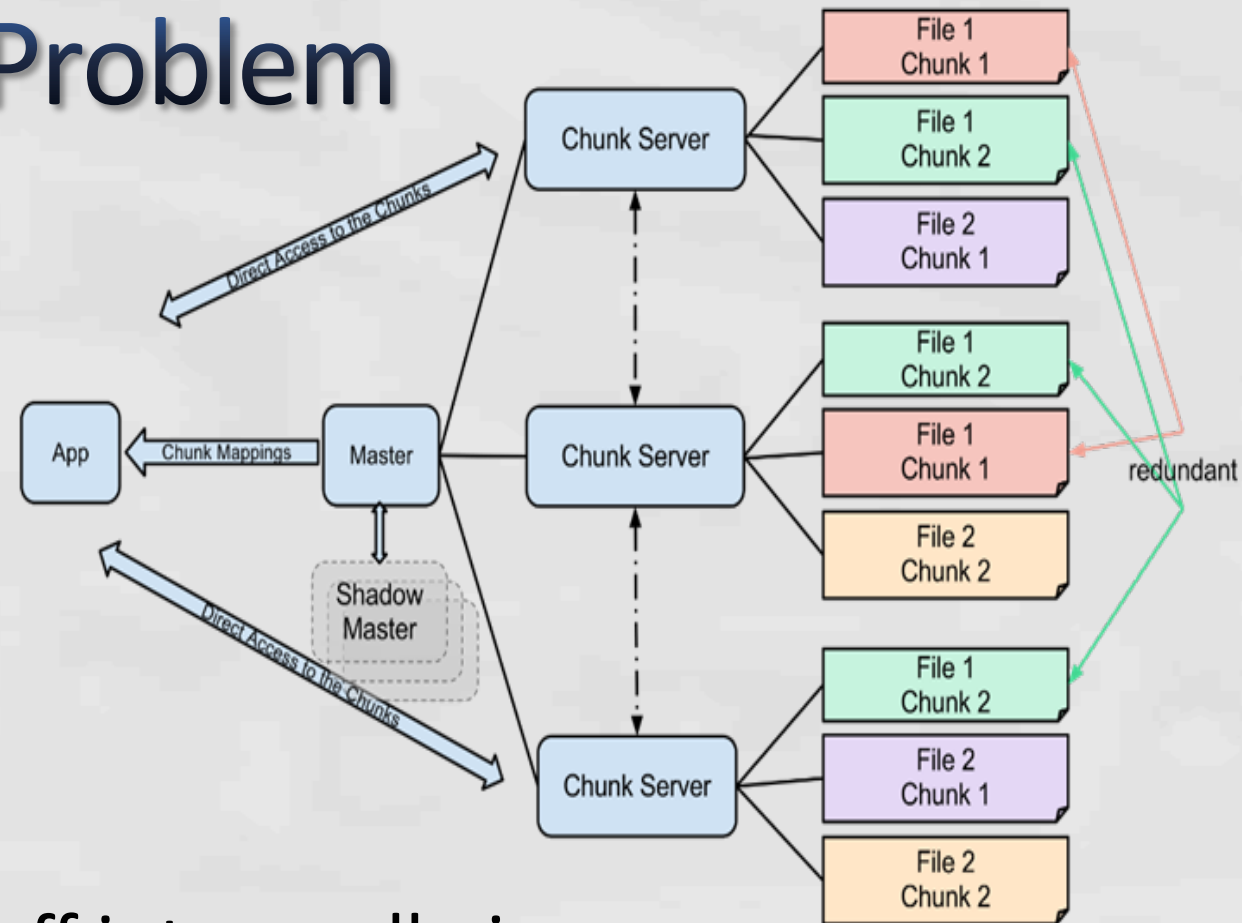 Problem
Chunk Server
File 1
Chunk 1
File 1
Chunk 2
File 2
Chunk 1
Direct Access to the Chunks
App
Chunk Mappings
Master
Chunk Server
File 1
Chunk 2
File 1
Chunk 1
redundant
File 2
Chunk 2
Shadow
Master
Direct Access to the Chunks
Chunk Server
File 1
Chunk 2
File 2
Chunk 1
File 2
Chunk 2